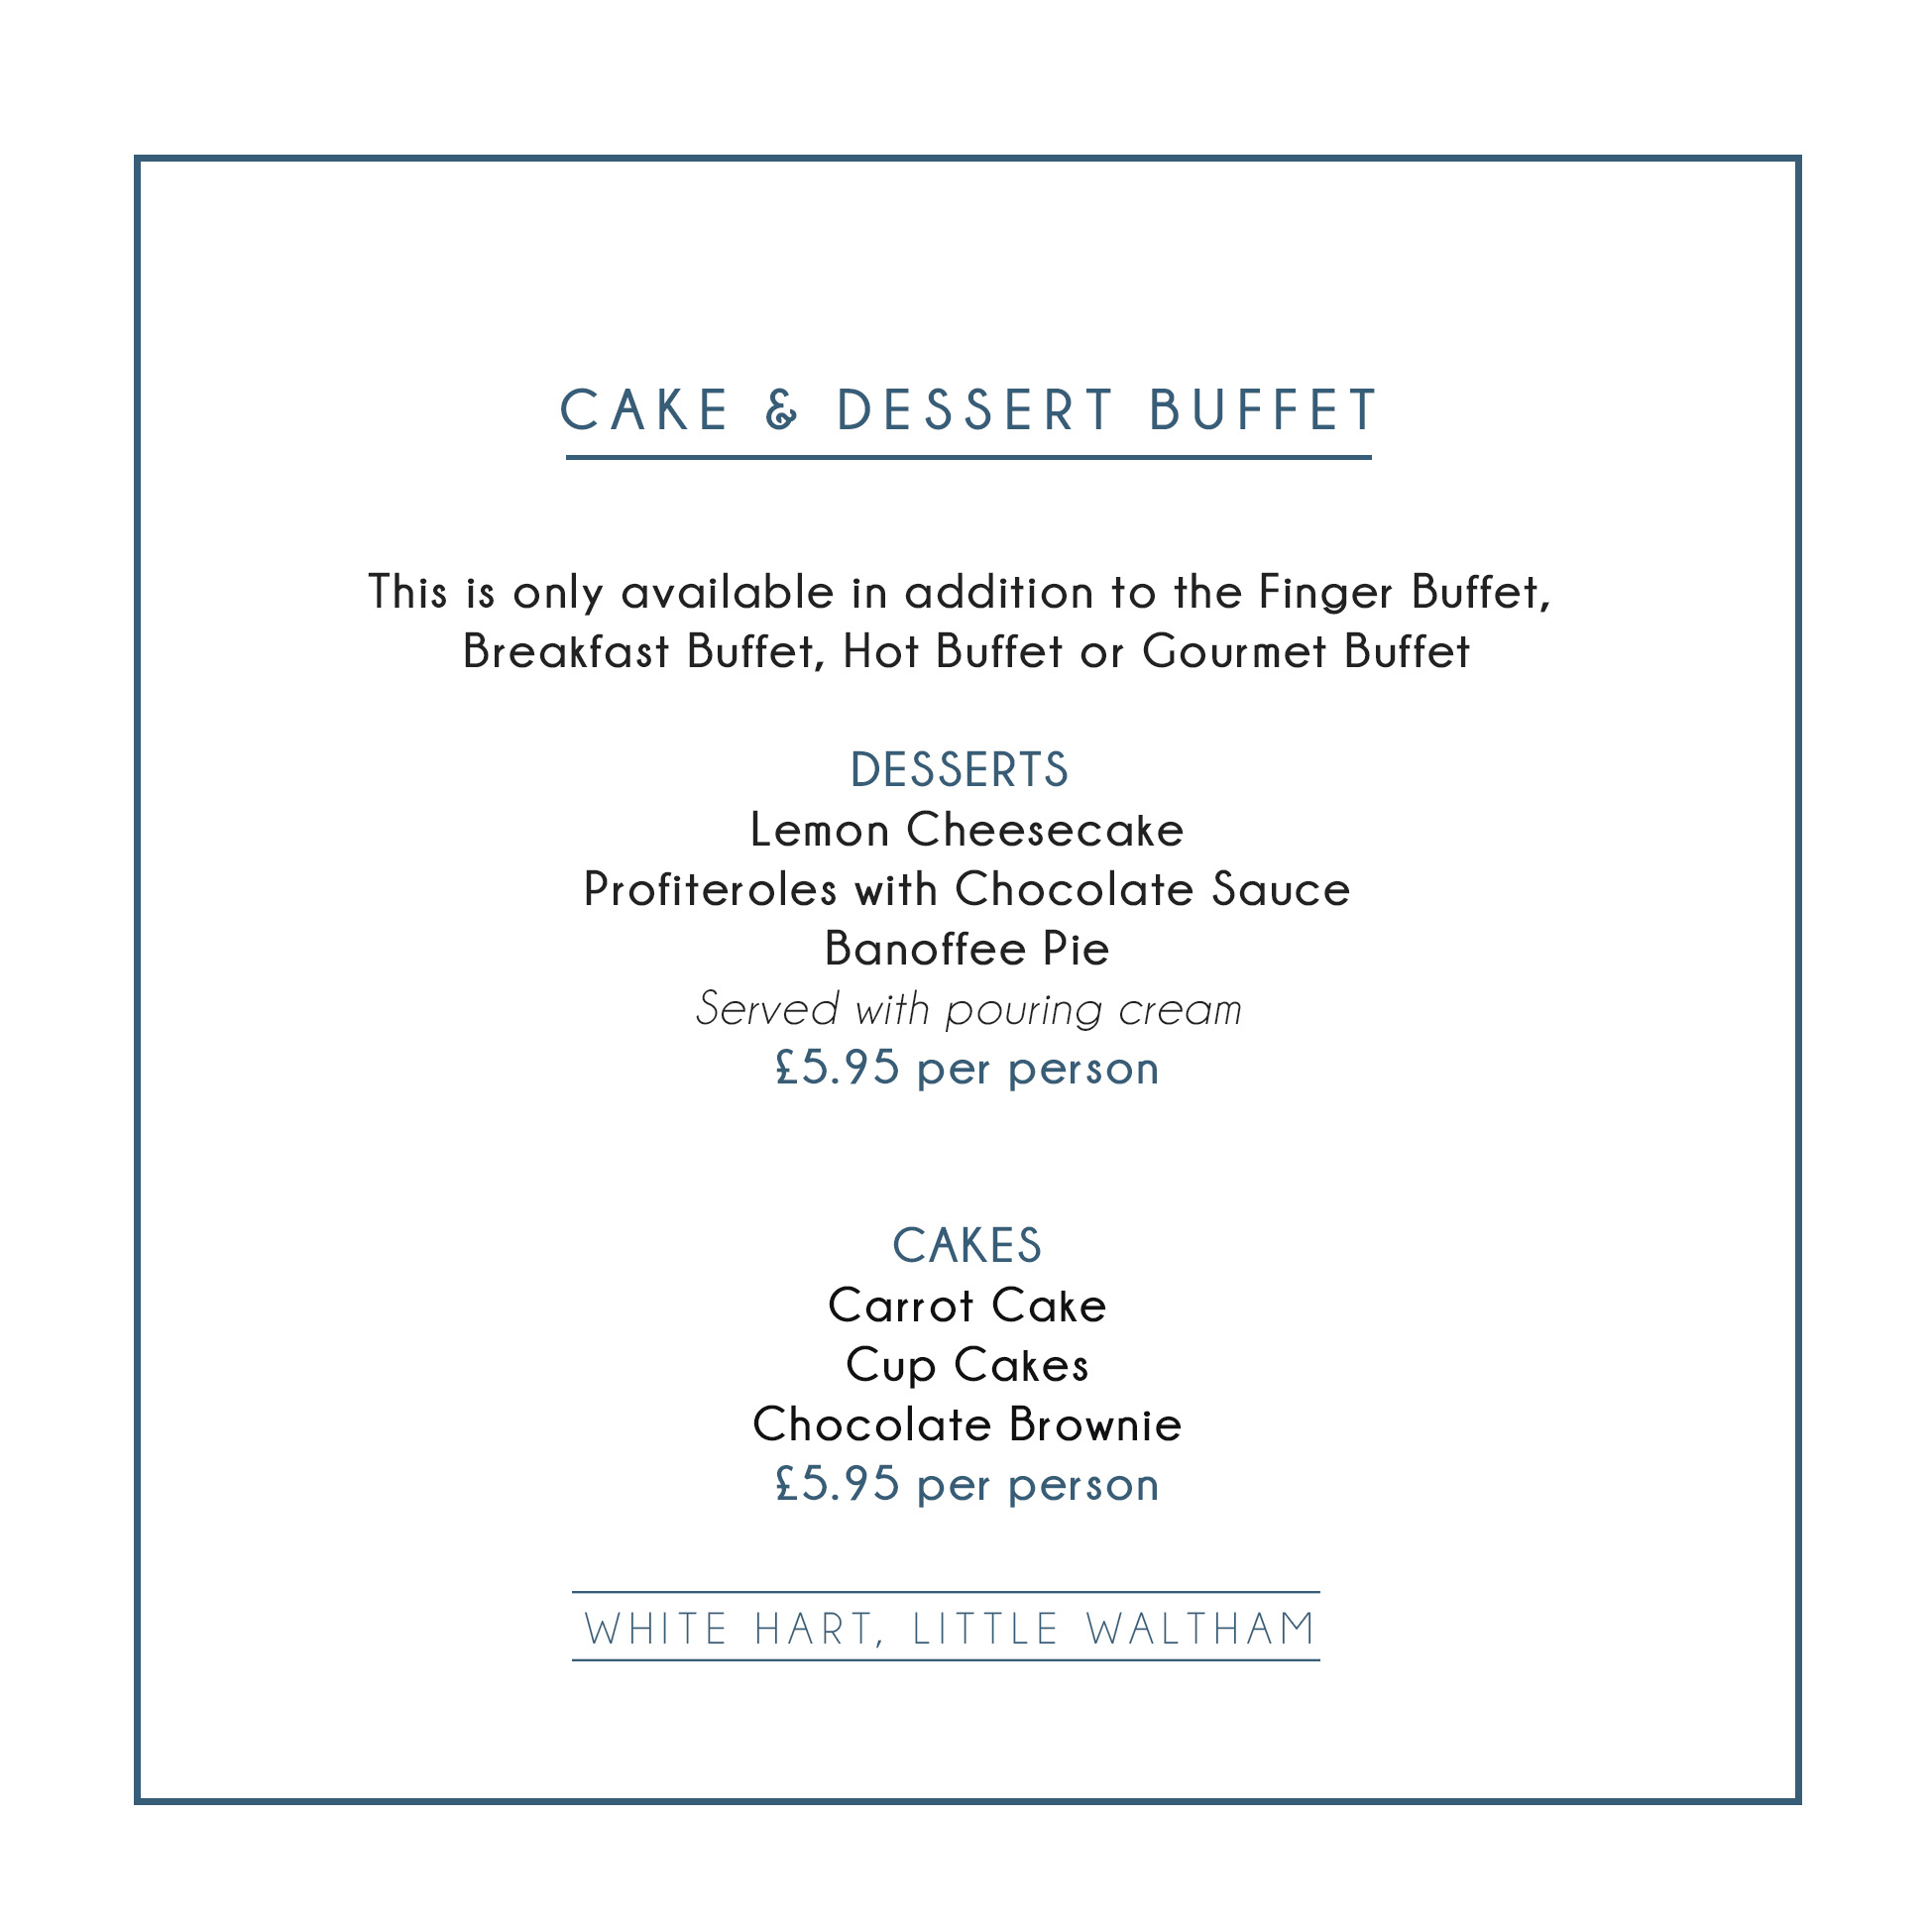 CAKE & DESSERT BUFFET
This is only available in addition to the Finger Buffet,
Breakfast Buffet, Hot Buffet or Gourmet Buffet
DESSERTS
Lemon Cheesecake
Profiteroles with Chocolate Sauce
Banoffee Pie
Served with pouring cream
£5.95 per person
CAKES
Carrot Cake
Cup Cakes
Chocolate Brownie
£5.95 per person
WHITE HART, LITTLE WALTHAM